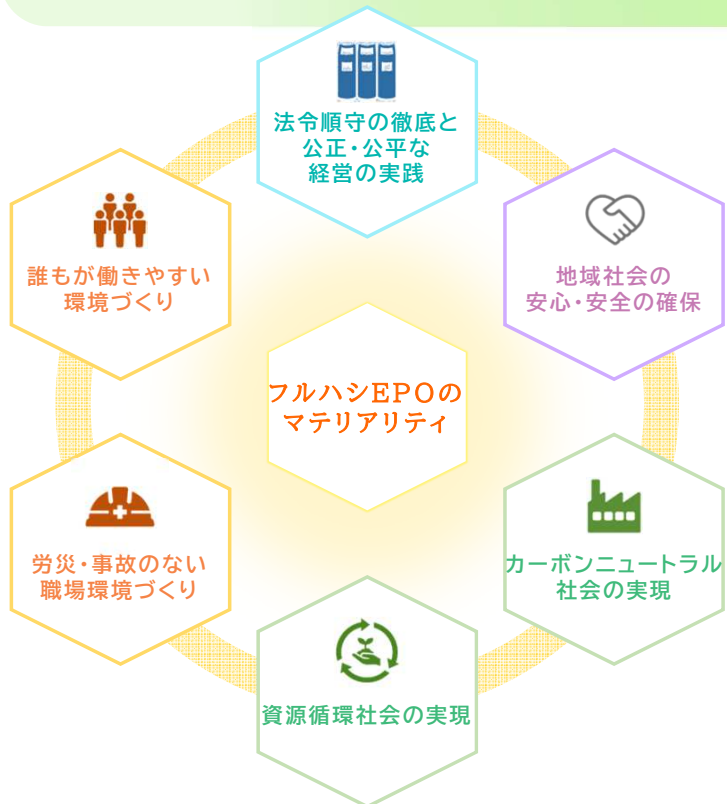 法令順守の徹底と
公正・公平な
経営の実践
誰もが働きやすい
環境づくり
地域社会の
安心・安全の確保
フルハシEPOの
マテリアリティ
労災・事故のない
職場環境づくり
カーボンニュートラル
社会の実現
資源循環社会の実現